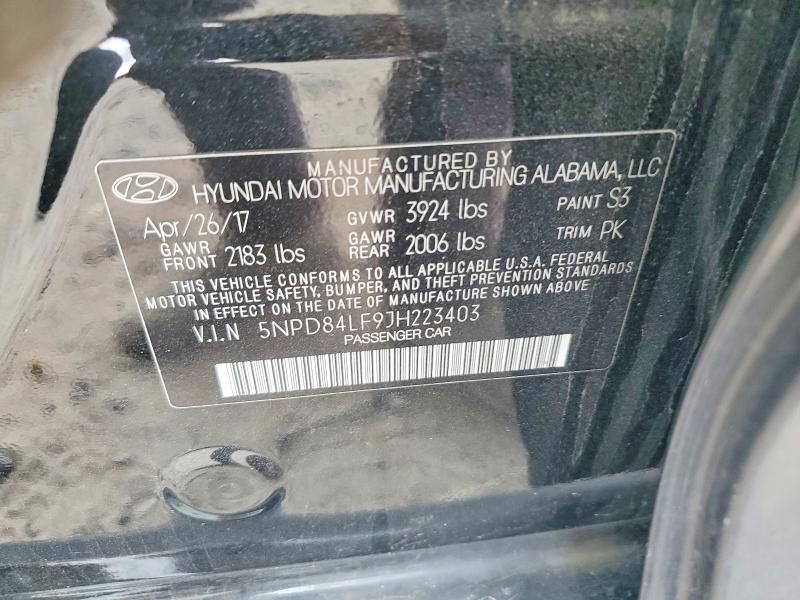 MANUFACTURED BY
HYUNDAI MOTOR MANUFACTURING ALABAMA, LLC
Apr/26/17 GVWR 3924 lbs PAINT S3
GAWR FRONT 2183 lbs GAWR REAR 2006 lbs TRIM PK
THIS VEHICLE CONFORMS TO ALL APPLICABLE U.S.A. FEDERAL
MOTOR VEHICLE SAFETY, BUMPER, AND THEFT PREVENTION STANDARDS
IN EFFECT ON THE DATE OF MANUFACTURE SHOWN ABOVE
V.I.N 5NPD84LF9JH223403
PASSENGER CAR